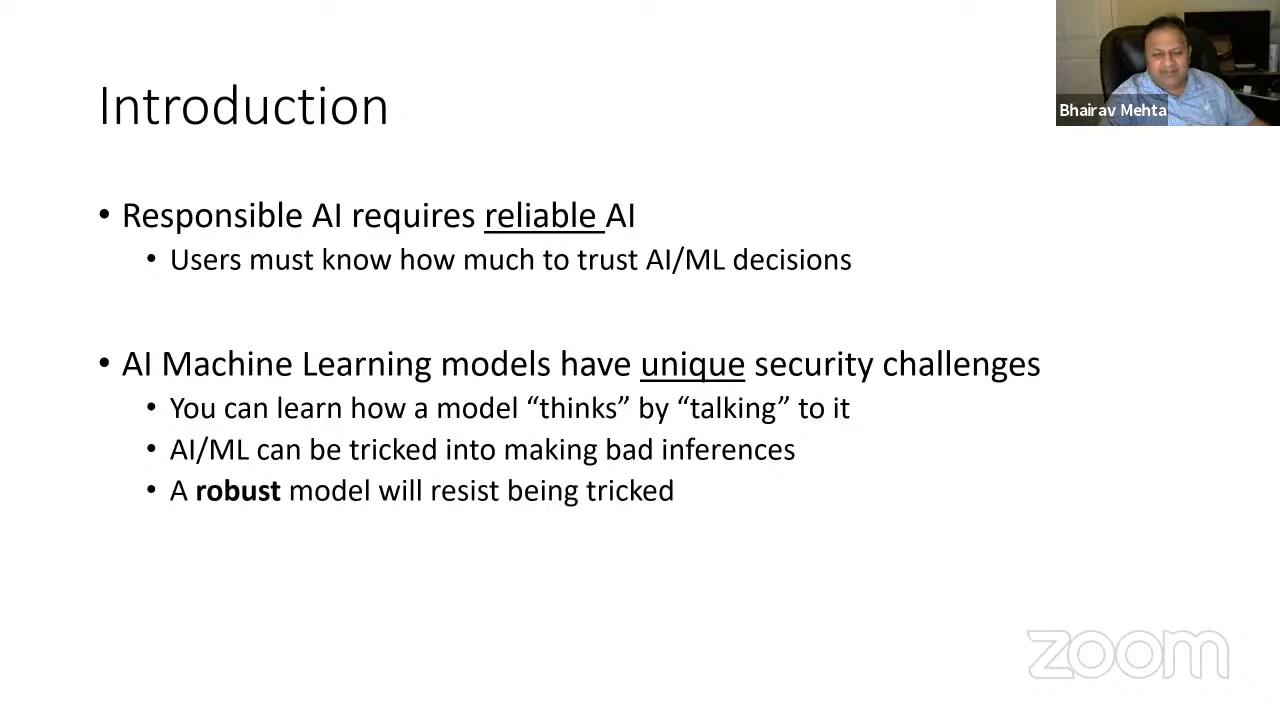 Introduction
Bhairav Mehta
• Responsible AI requires reliable AI
• Users must know how much to trust AI/ML decisions
• AI Machine Learning models have unique security challenges
• You can learn how a model “thinks” by “talking” to it
• AI/ML can be tricked into making bad inferences
• A robust model will resist being tricked
zoom